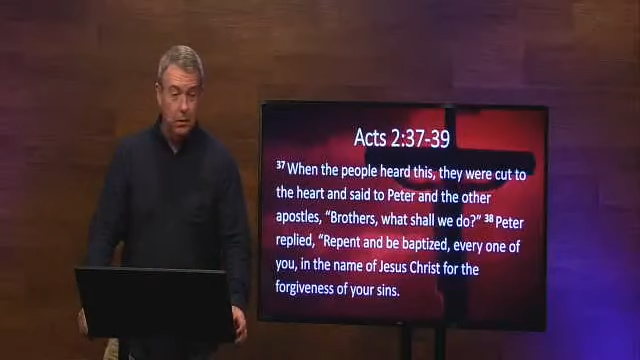 Acts 2:37-39
37 When the people heard this, they were cut to
the heart and said to Peter and the other
apostles, “Brothers, what shall we do?” 38 Peter
replied, “Repent and be baptized, every one of
you, in the name of Jesus Christ for the
forgiveness of your sins.